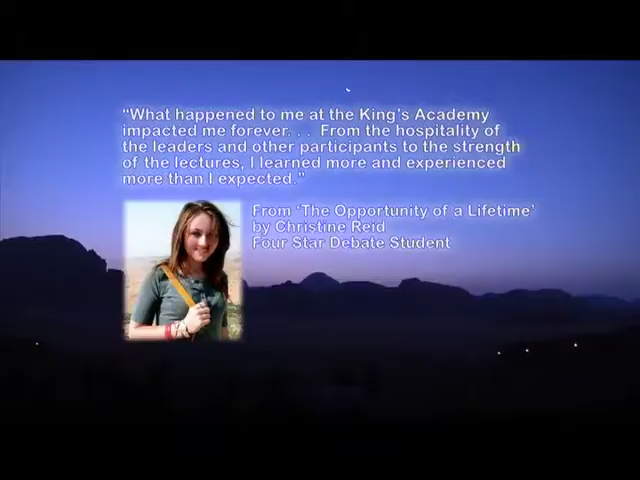 “What happened to me at the King’s Academy
impacted me forever. . .  From the hospitality of
the leaders and other participants to the strength
of the lectures, I learned more and experienced
more than I expected.”
From ‘The Opportunity of a Lifetime’
by Christine Reid
Four Star Debate Student